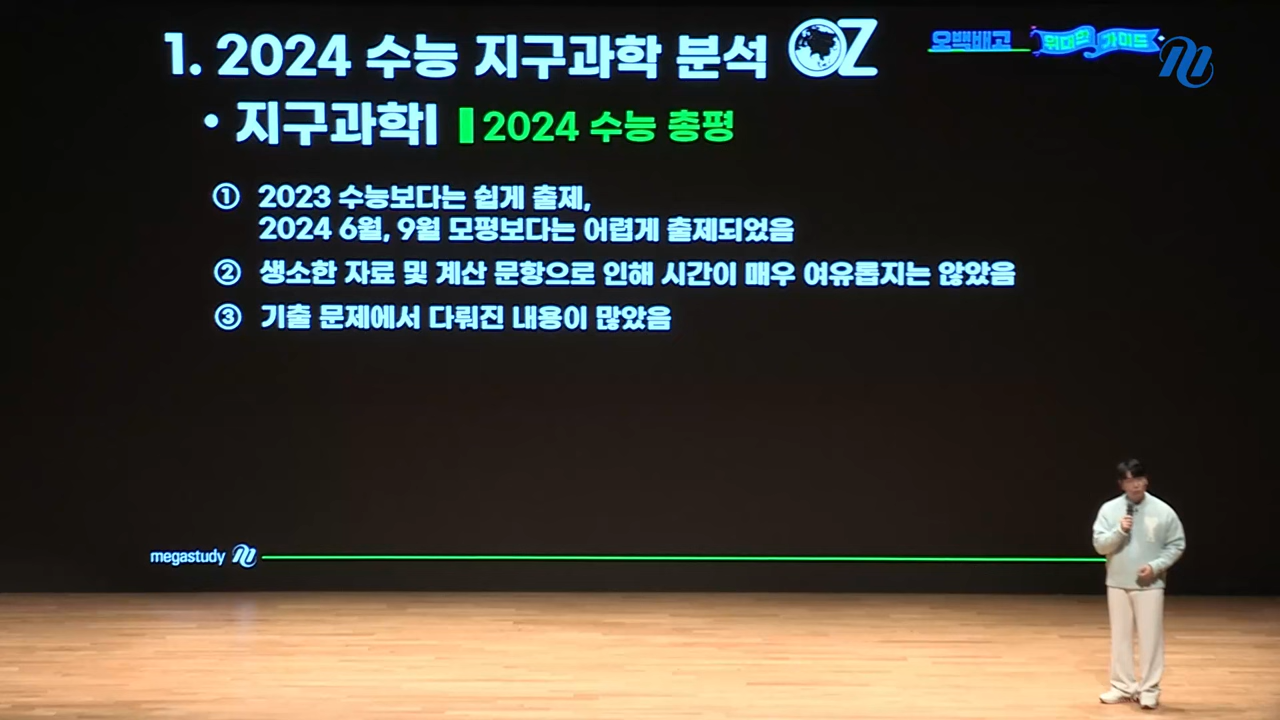 1. 2024 수능 지구과학 분석 OZ
오백배고 위대한 가이드
• 지구과학I 2024 수능 총평
① 2023 수능보다는 쉽게 출제,
2024 6월, 9월 모평보다는 어렵게 출제되었음
② 생소한 자료 및 계산 문항으로 인해 시간이 매우 여유롭지는 않았음
③ 기출 문제에서 다뤄진 내용이 많았음
megastudy